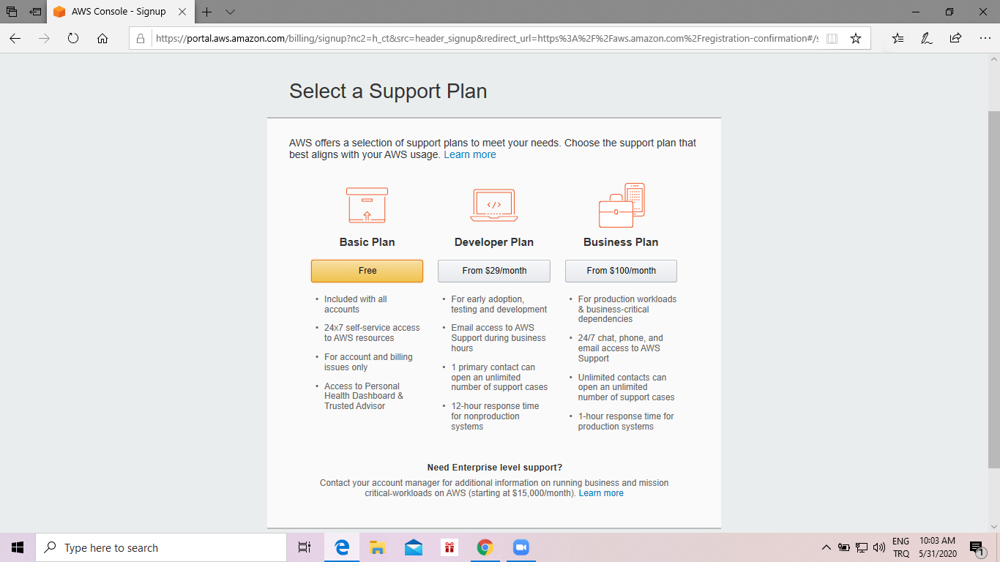 AWS Console - Signup
https://portal.aws.amazon.com/billing/signup?nc2=h_ct&src=header_signup&redirect_url=https%3A%2F%2Faws.amazon.com%2Fregistration-confirmation#/s
Select a Support Plan
AWS offers a selection of support plans to meet your needs. Choose the support plan that
best aligns with your AWS usage. Learn more
</>
Basic Plan
Free
• Included with all
accounts
• 24x7 self-service access
to AWS resources
• For account and billing
issues only
• Access to Personal
Health Dashboard &
Trusted Advisor
Developer Plan
From $29/month
• For early adoption,
testing and development
• Email access to AWS
Support during business
hours
• 1 primary contact can
open an unlimited
number of support cases
• 12-hour response time
for nonproduction
systems
Business Plan
From $100/month
• For production workloads
& business-critical
dependencies
• 24/7 chat, phone, and
email access to AWS
Support
• Unlimited contacts can
open an unlimited
number of support cases
• 1-hour response time for
production systems
Need Enterprise level support?
Contact your account manager for additional information on running business and mission
critical-workloads on AWS (starting at $15,000/month). Learn more
Type here to search
ENG
TRQ
10:03 AM
5/31/2020
1